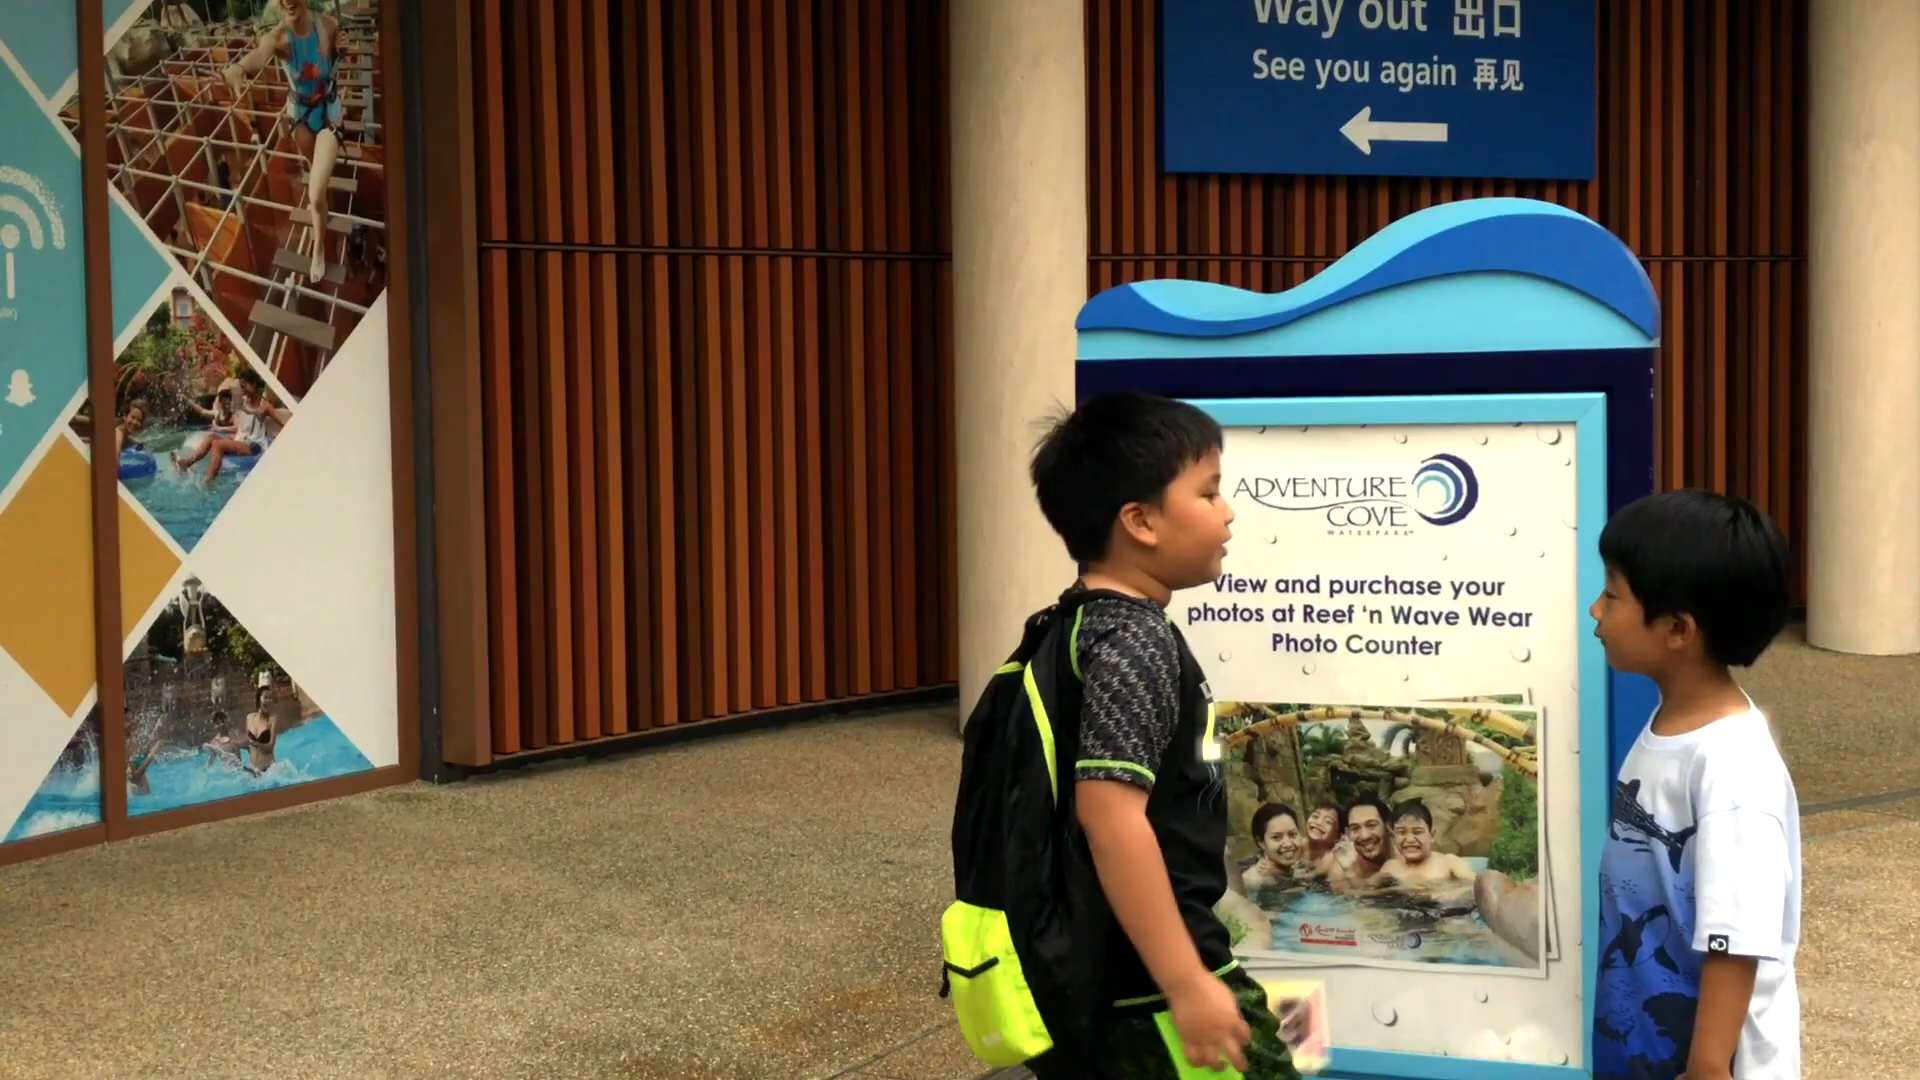 Way out 出口
See you again 再见
ADVENTURE
COVE
WATERPARK
View and purchase your
photos at Reef 'n Wave Wear
Photo Counter